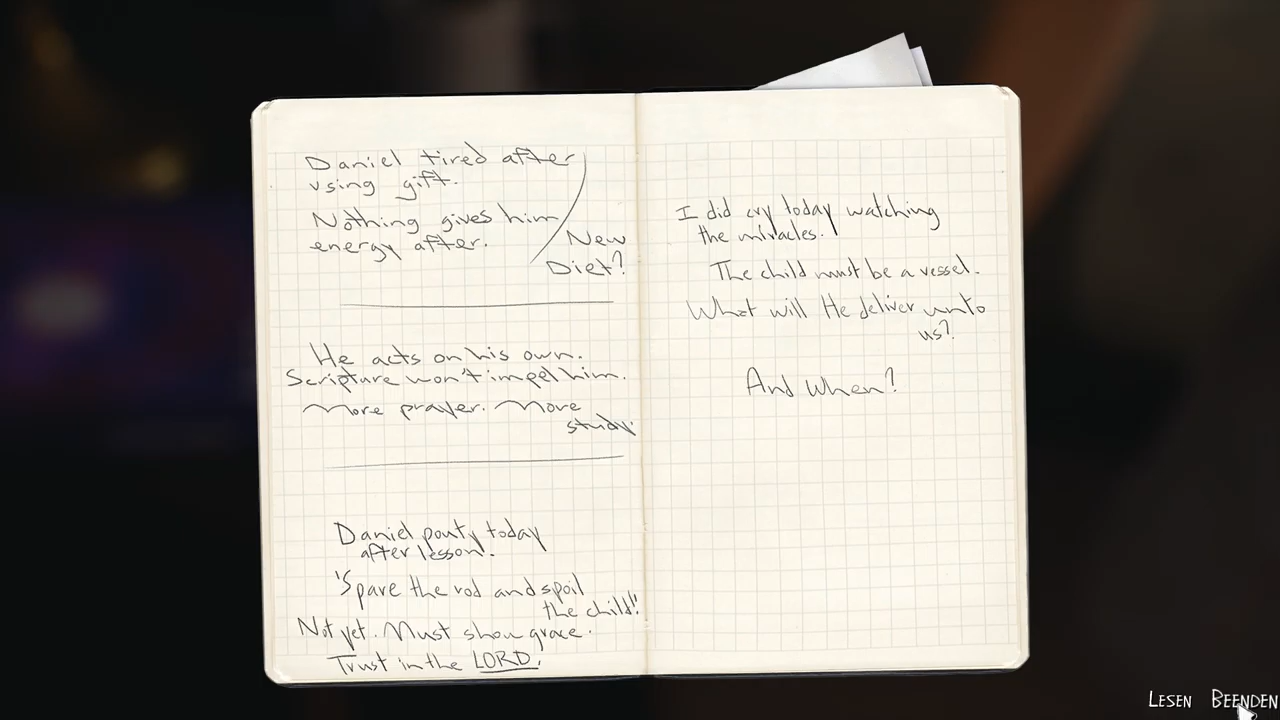 Daniel tired after
using gift.
Nothing gives him
energy after.
New
Diet?
He acts on his own.
Scripture won't impel him.
More prayer. More
study.
Daniel pouty today
after lesson.
'Spare the rod and spoil
the child!'
Not yet. Must show grace.
Trust in the LORD.
I did cry today watching
the miracles.
The child must be a vessel.
What will He deliver unto
us?
And When?
LESEN BEENDEN